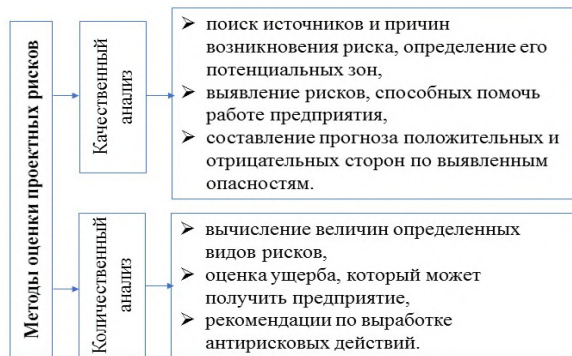 Методы оценки проектных рисков
Качественный
анализ
➢ поиск источников и причин
возникновения риска, определение его
потенциальных зон,
➢ выявление рисков, способных помочь
работе предприятия,
➢ составление прогноза положительных и
отрицательных сторон по выявленным
опасностям.
Количественный
анализ
➢ вычисление величин определенных
видов рисков,
➢ оценка ущерба, который может
получить предприятие,
➢ рекомендации по выработке
антирисковых действий.